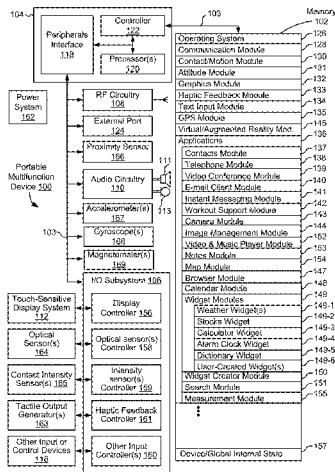 104
Controller
122
Peripherals Interface
118
Processor(s)
120
103
Memory
102
Power System
162
RF Circuitry
108
External Port
124
Proximity Sensor
166
Audio Circuitry
110
111
113
Accelerometer(s)
167
Gyroscope(s)
168
Magnetometer(s)
169
Portable Multifunction Device
100
103
I/O Subsystem
106
Touch-Sensitive Display System
112
Display Controller
156
Optical Sensor(s)
164
Optical sensor(s) Controller
158
Contact Intensity Sensor(s)
165
Intensity sensor(s) Controller
159
Tactile Output Generator(s)
163
Haptic Feedback Controller
161
Other Input or Control Devices
116
Other Input Controller(s)
160
Operating System
126
Communication Module
128
Contact/Motion Module
130
Attitude Module
131
Graphics Module
132
Haptic Feedback Module
133
Text Input Module
134
GPS Module
135
Virtual/Augmented Reality Mod.
145
Applications
136
Contacts Module
137
Telephone Module
138
Video Conference Module
139
E-mail Client Module
140
Instant Messaging Module
141
Workout Support Module
142
Camera Module
143
Image Management Module
144
Video & Music Player Module
152
Notes Module
153
Map Module
154
Browser Module
147
Calendar Module
148
Widget Modules
149
Weather Widget(s)
149-1
Stocks Widget
149-2
Calculator Widget
149-3
Alarm Clock Widget
149-4
Dictionary Widget
149-5
User-Created Widget(s)
149-6
Widget Creator Module
150
Search Module
151
Measurement Module
155
Device/Global Internal State
157